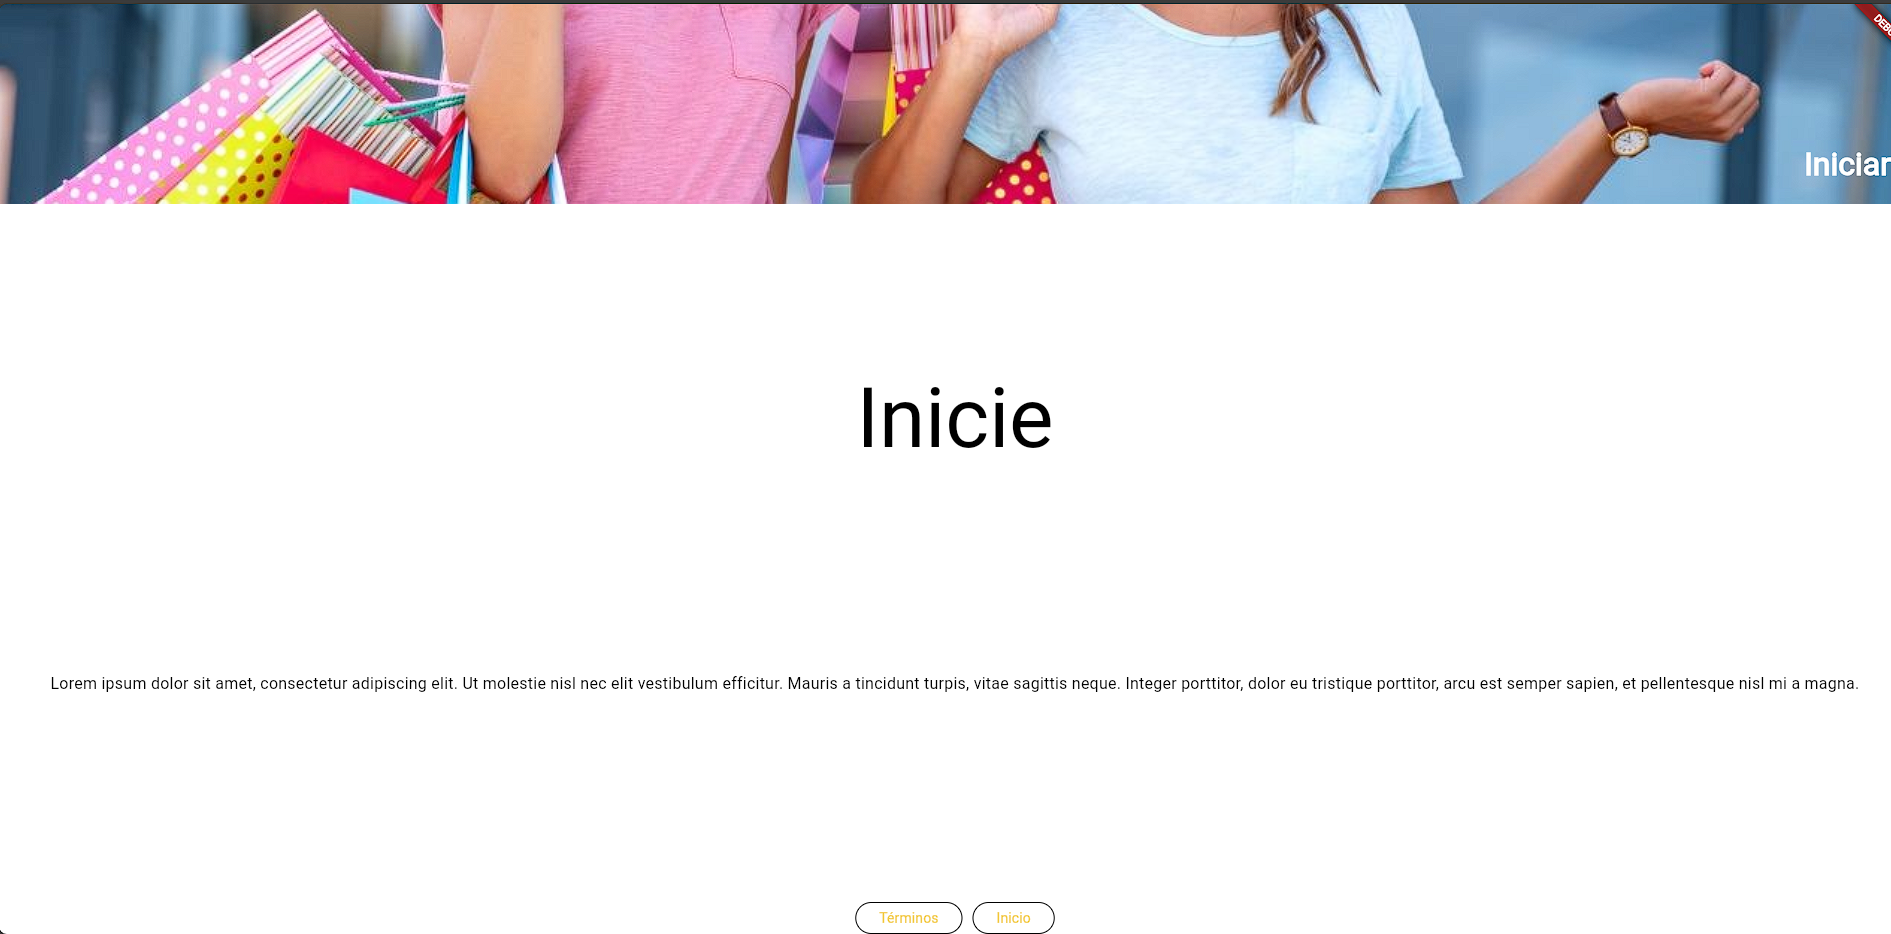 Iniciar
Inicie
Lorem ipsum dolor sit amet, consectetur adipiscing elit. Ut molestie nisl nec elit vestibulum efficitur. Mauris a tincidunt turpis, vitae sagittis neque. Integer porttitor, dolor eu tristique porttitor, arcu est semper sapien, et pellentesque nisl mi a magna.
Términos
Inicio